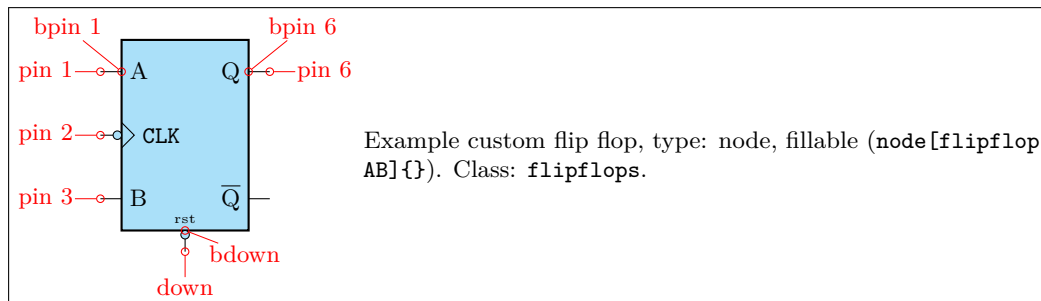 bpin 1 bpin 6
pin 1 A Q pin 6
pin 2 CLK
Example custom flip flop, type: node, fillable (node[flipflop
AB]{}). Class: flipflops.
pin 3 B Q̅
rst
bdown
down